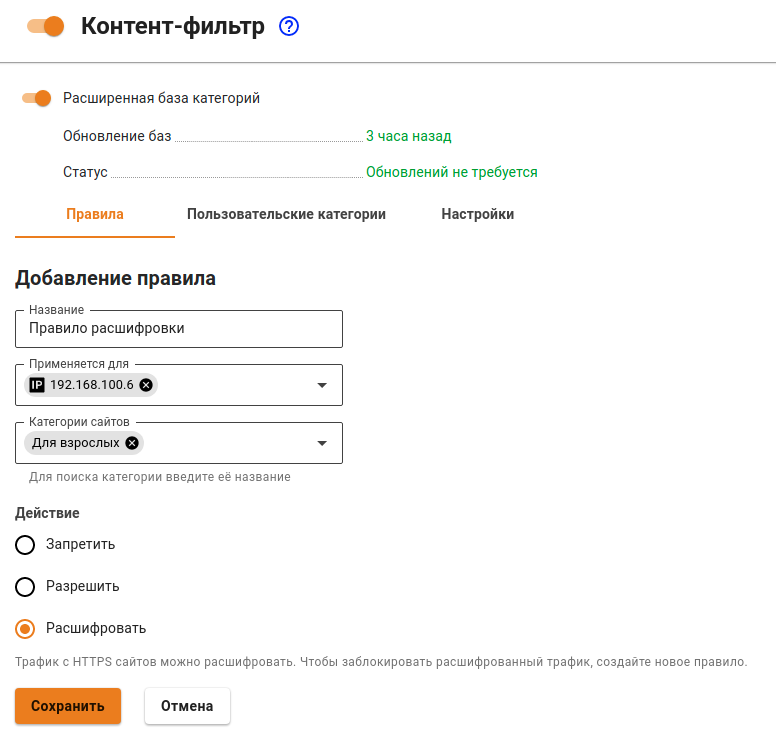 Контент-фильтр
Расширенная база категорий
Обновление баз 3 часа назад
Статус Обновлений не требуется
Правила Пользовательские категории Настройки
Добавление правила
Название
Правило расшифровки
Применяется для
IP 192.168.100.6
Категории сайтов
Для взрослых
Для поиска категории введите её название
Действие
Запретить
Разрешить
Расшифровать
Трафик с HTTPS сайтов можно расшифровать. Чтобы заблокировать расшифрованный трафик, создайте новое правило.
Сохранить Отмена